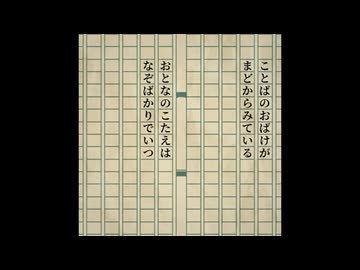 ことばのおばけが
まどからみている
おとなのこたえは
なぞばかりでいつ